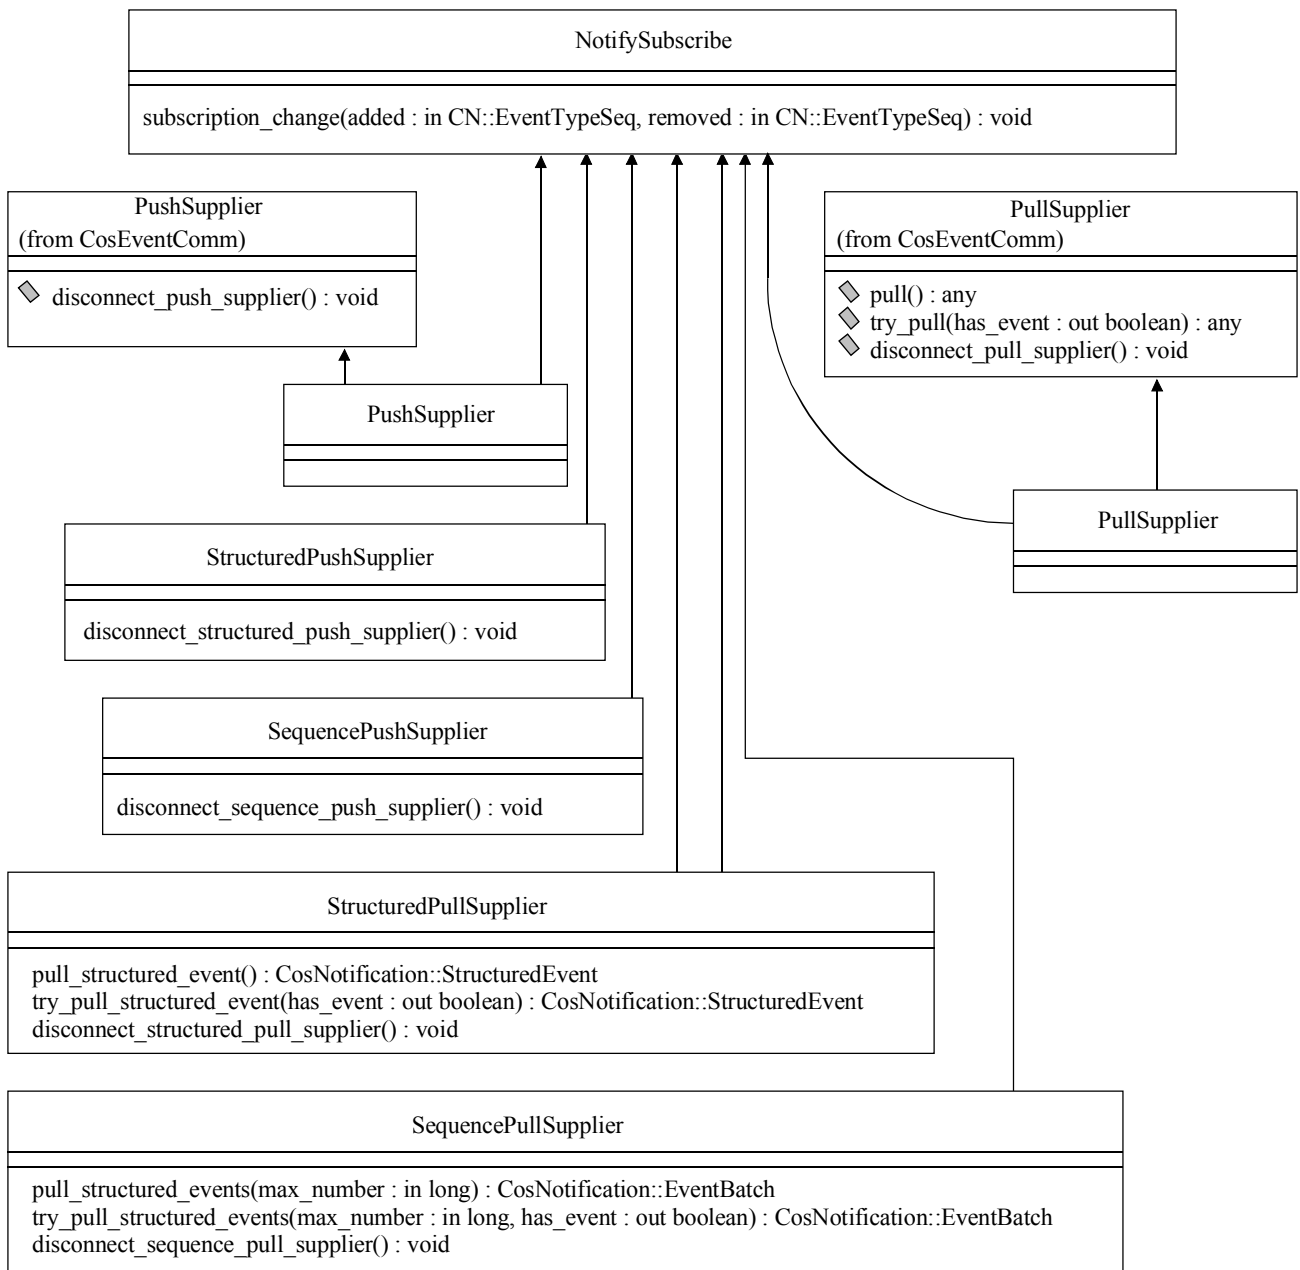 NotifySubscribe
subscription_change(added : in CN::EventTypeSeq, removed : in CN::EventTypeSeq) : void
PushSupplier
(from CosEventComm)
disconnect_push_supplier() : void
PullSupplier
(from CosEventComm)
pull() : any
try_pull(has_event : out boolean) : any
disconnect_pull_supplier() : void
PushSupplier
PullSupplier
StructuredPushSupplier
disconnect_structured_push_supplier() : void
SequencePushSupplier
disconnect_sequence_push_supplier() : void
StructuredPullSupplier
pull_structured_event() : CosNotification::StructuredEvent
try_pull_structured_event(has_event : out boolean) : CosNotification::StructuredEvent
disconnect_structured_pull_supplier() : void
SequencePullSupplier
pull_structured_events(max_number : in long) : CosNotification::EventBatch
try_pull_structured_events(max_number : in long, has_event : out boolean) : CosNotification::EventBatch
disconnect_sequence_pull_supplier() : void